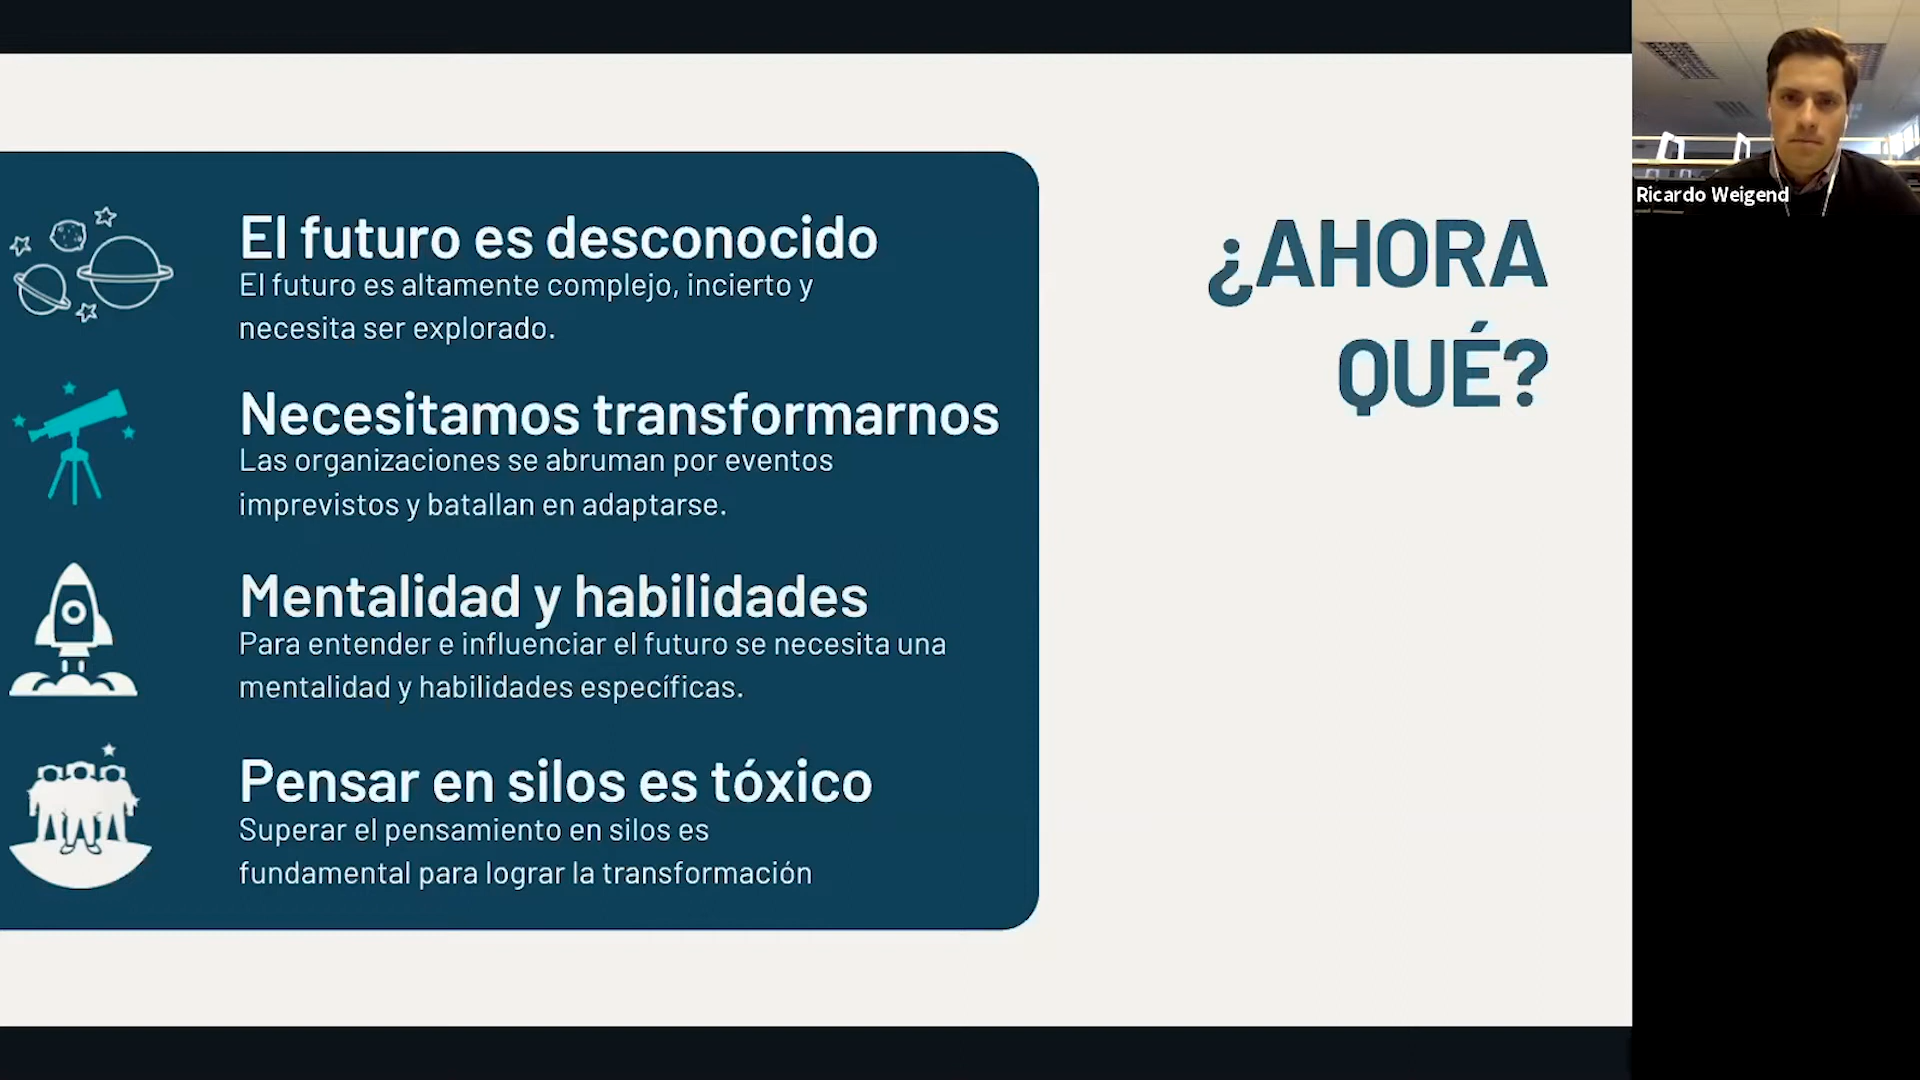 El futuro es desconocido
El futuro es altamente complejo, incierto y
necesita ser explorado.
Necesitamos transformarnos
Las organizaciones se abruman por eventos
imprevistos y batallan en adaptarse.
Mentalidad y habilidades
Para entender e influenciar el futuro se necesita una
mentalidad y habilidades específicas.
Pensar en silos es tóxico
Superar el pensamiento en silos es
fundamental para lograr la transformación
¿AHORA
QUÉ?
Ricardo Weigend